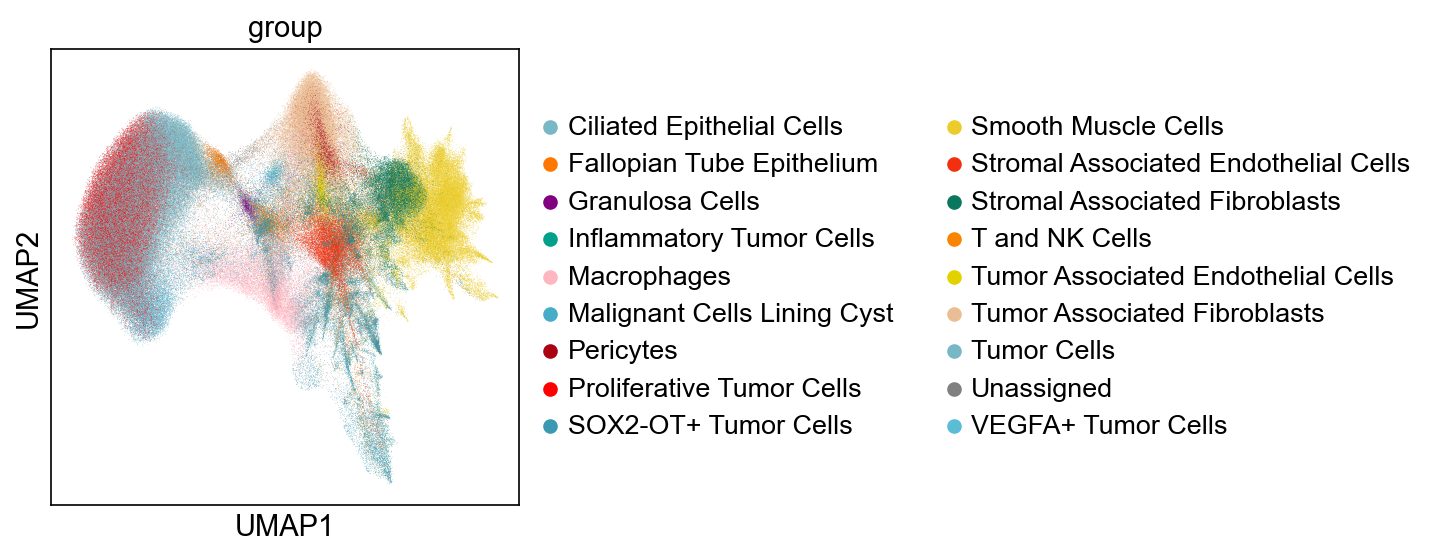 group
UMAP2
UMAP1
Ciliated Epithelial Cells
Fallopian Tube Epithelium
Granulosa Cells
Inflammatory Tumor Cells
Macrophages
Malignant Cells Lining Cyst
Pericytes
Proliferative Tumor Cells
SOX2-OT+ Tumor Cells
Smooth Muscle Cells
Stromal Associated Endothelial Cells
Stromal Associated Fibroblasts
T and NK Cells
Tumor Associated Endothelial Cells
Tumor Associated Fibroblasts
Tumor Cells
Unassigned
VEGFA+ Tumor Cells